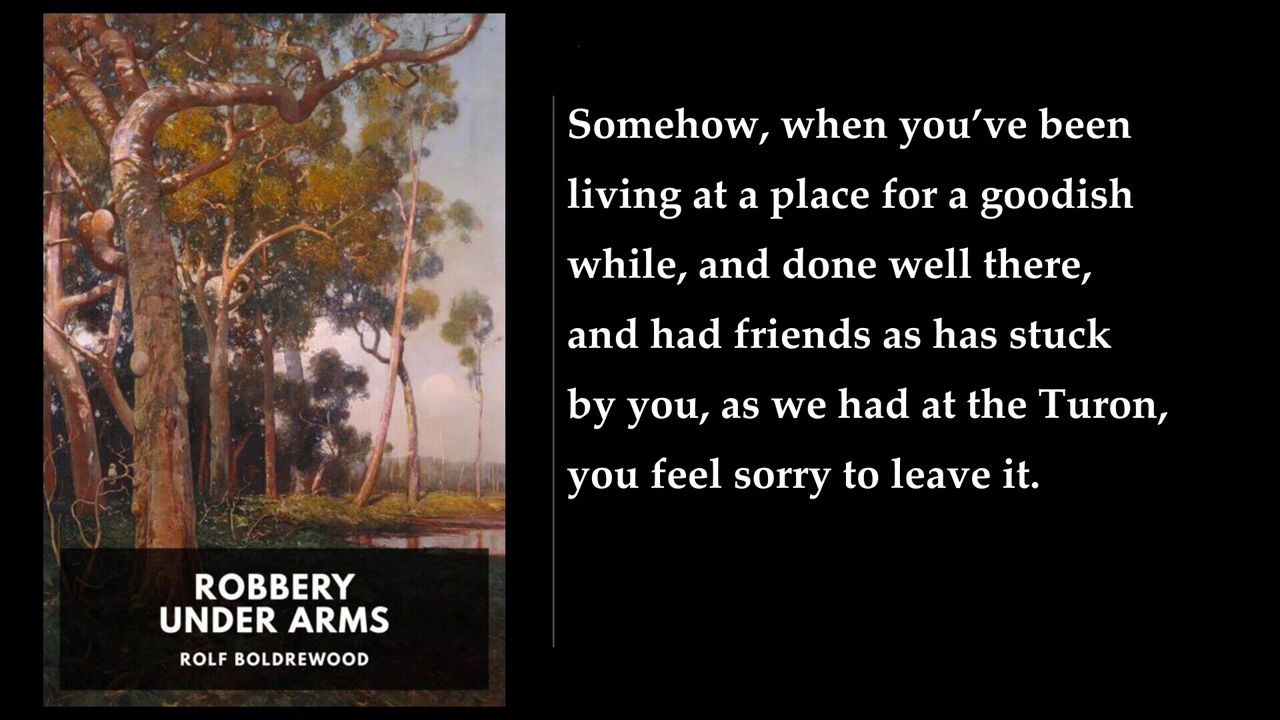 Somehow, when you’ve been
living at a place for a goodish
while, and done well there,
and had friends as has stuck
by you, as we had at the Turon,
you feel sorry to leave it.
ROBBERY
UNDER ARMS
ROLF BOLDREWOOD